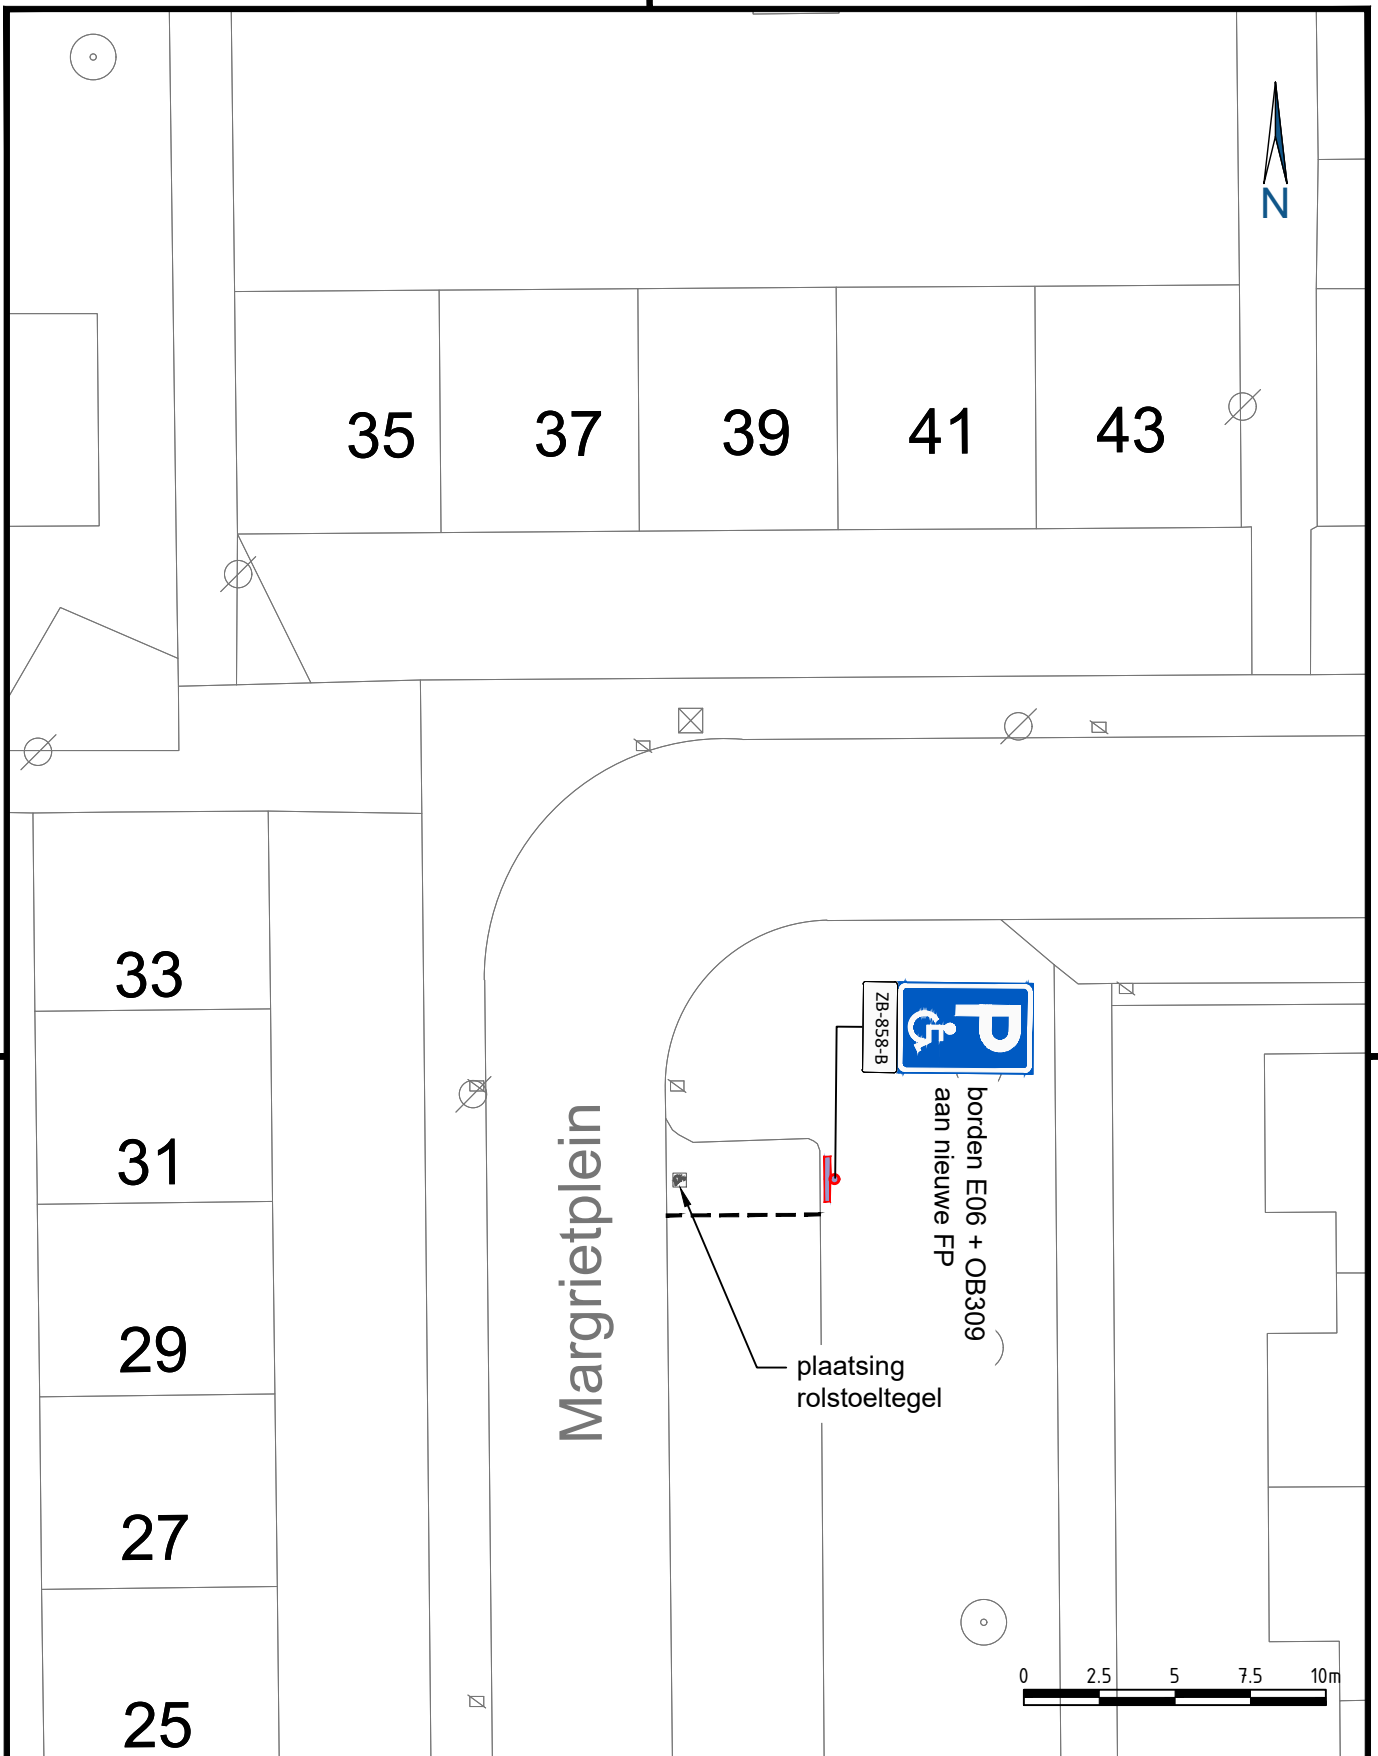 N
35
37
39
41
43
33
31
29
27
25
Margrietplein
P
ZB-858-B
borden E06 + OB309
aan nieuwe FP
plaatsing
rolstoeltegel
0 2.5 5 7.5 10m